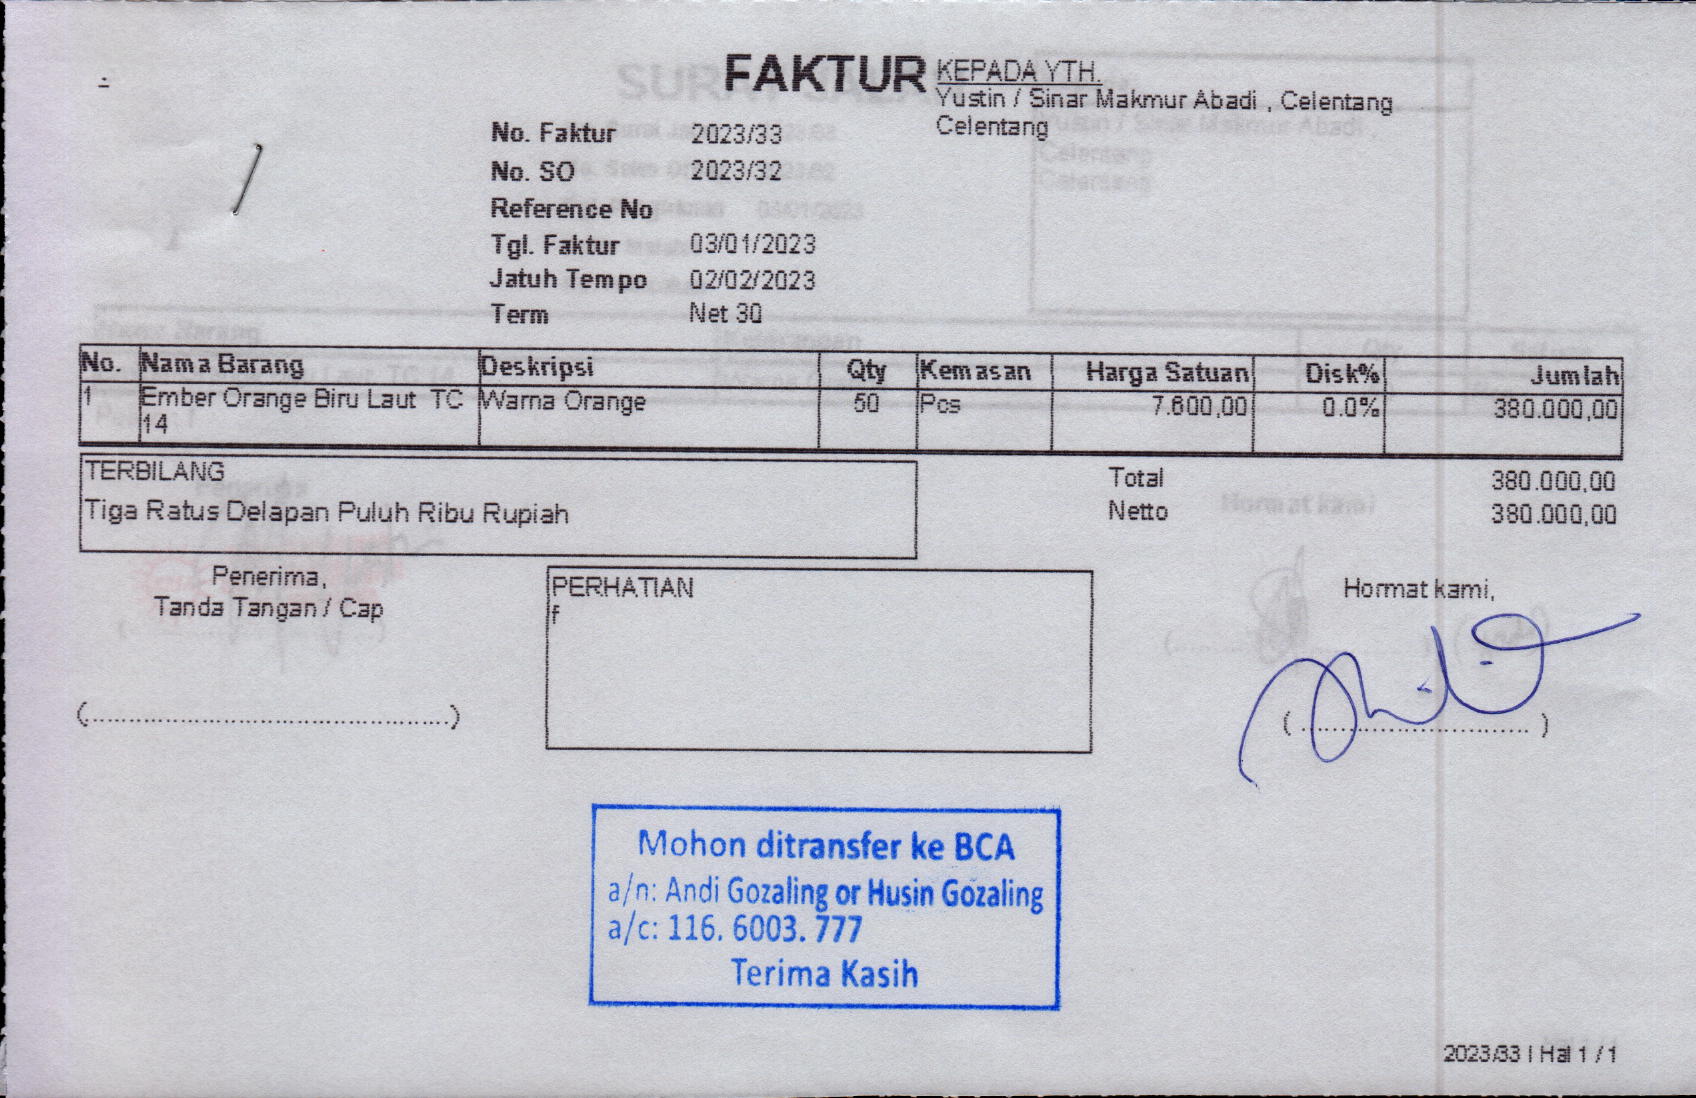 FAKTUR
KEPADA YTH.
Yustin / Sinar Makmur Abadi , Celentang
Celentang
No. Faktur 2023/33
No. SO 2023/32
Reference No
Tgl. Faktur 03/01/2023
Jatuh Tempo 02/02/2023
Term Net 30
No. Nama Barang Deskripsi Qty Kemasan Harga Satuan Disk% Jumlah
1 Ember Orange Biru Laut TC Warna Orange 50 Pcs 7.600,00 0.0% 380.000,00
14
TERBILANG
Tiga Ratus Delapan Puluh Ribu Rupiah
Total 380.000,00
Netto 380.000,00
Penerima,
Tanda Tangan / Cap
PERHATIAN
f
Hormat kami,
(................................................)
(................................)
Mohon ditransfer ke BCA
a/n: Andi Gozaling or Husin Gozaling
a/c: 116. 6003. 777
Terima Kasih
2023/33 | Hal 1 / 1